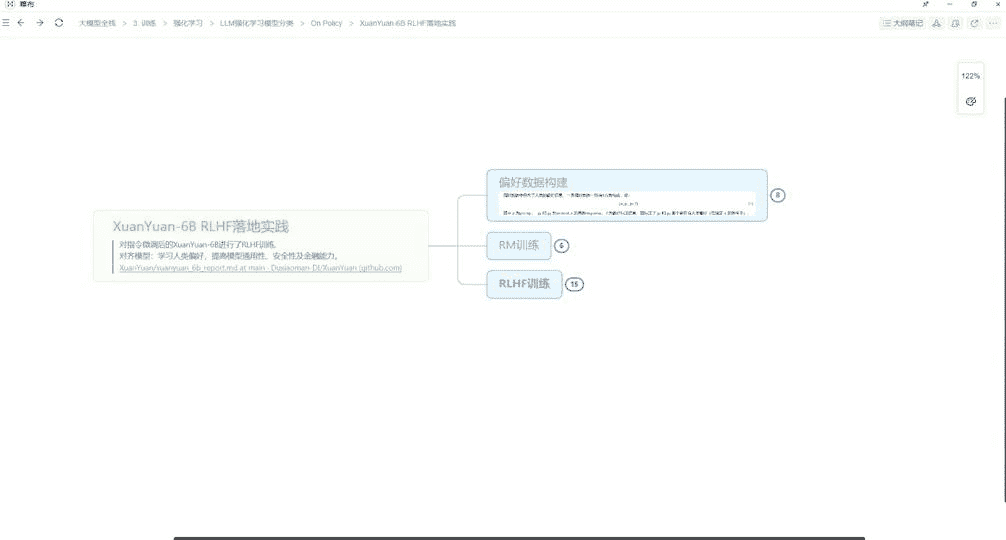 幕布
大模型全栈 > 3. 训练 > 强化学习 > LLM强化学习模型分类 > On Policy > XuanYuan-6B RLHF落地实践
大纲笔记
122%
偏好数据构建
8
XuanYuan-6B RLHF落地实践
对指令微调后的XuanYuan-6B进行了RLHF训练,
对齐模型:学习人类偏好,提高模型通用性、安全性及金融能力。
XuanYuan/xuanyuan_6b_report.md at main · Duxiaoman-DI/XuanYuan (github.com)
RM训练
6
RLHF训练
15